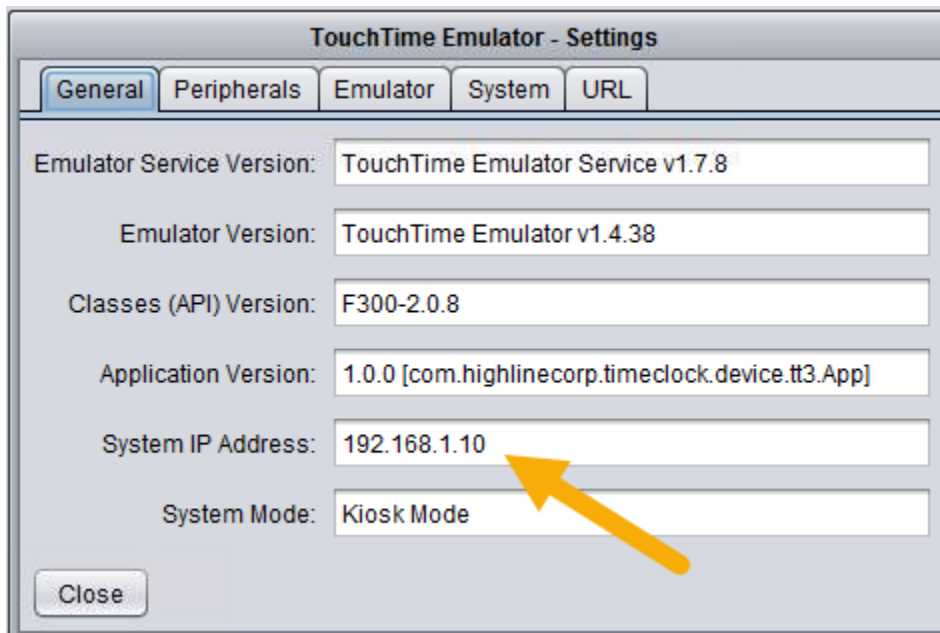 TouchTime Emulator - Settings
General Peripherals Emulator System URL
Emulator Service Version: TouchTime Emulator Service v1.7.8
Emulator Version: TouchTime Emulator v1.4.38
Classes (API) Version: F300-2.0.8
Application Version: 1.0.0 [com.highlinecorp.timeclock.device.tt3.App]
System IP Address: 192.168.1.10
System Mode: Kiosk Mode
Close